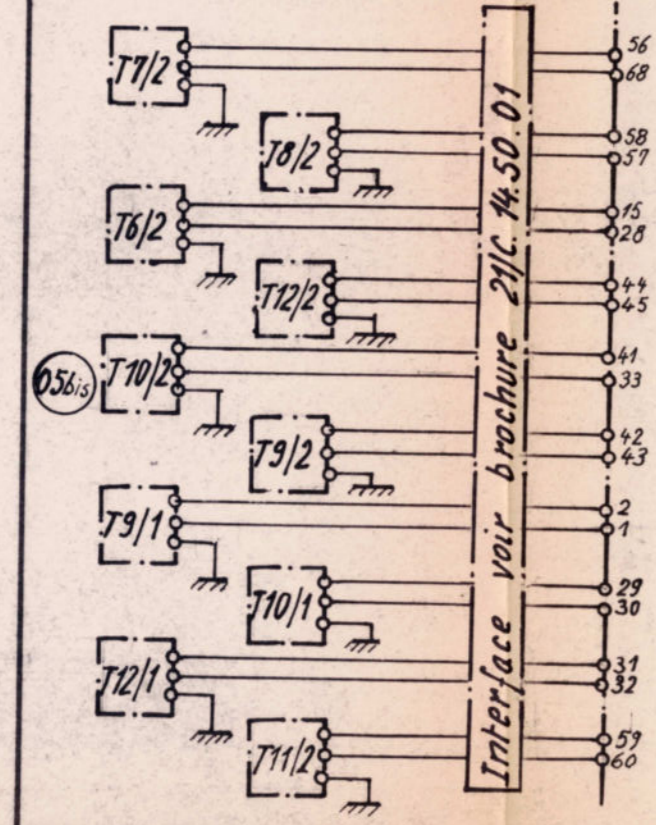 T7/2
56
68
T8/2
58
57
T6/2
15
28
T12/2
44
45
05bis
T10/2
41
33
T9/2
42
43
T9/1
2
1
T10/1
29
30
T12/1
31
32
T11/2
59
60
Interface voir brochure 21/C. 14.50.01